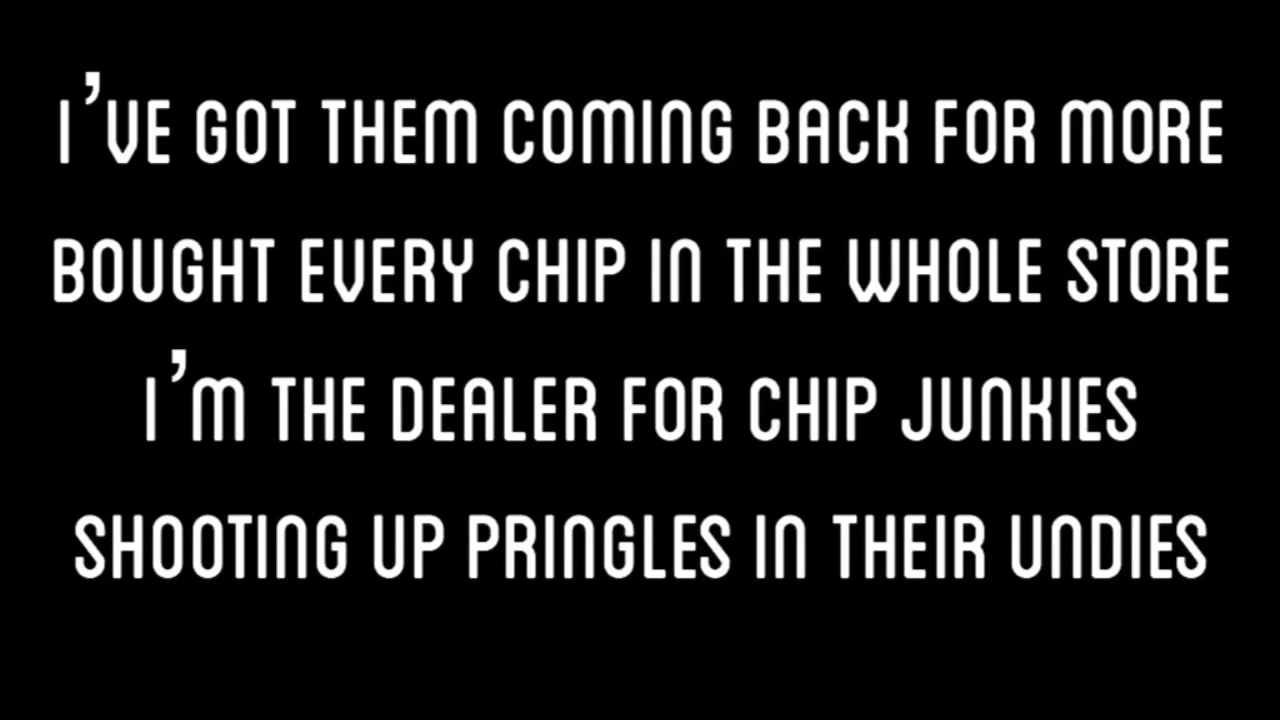 I'VE GOT THEM COMING BACK FOR MORE
BOUGHT EVERY CHIP IN THE WHOLE STORE
I'M THE DEALER FOR CHIP JUNKIES
SHOOTING UP PRINGLES IN THEIR UNDIES